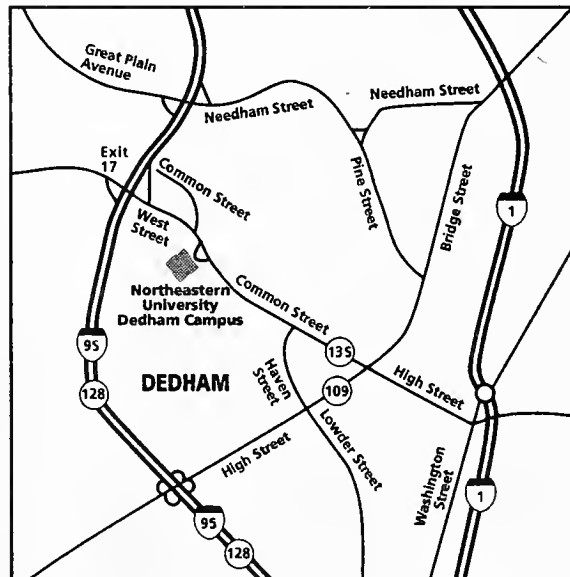 Great Plain
Avenue
Needham Street
Needham Street
Exit
17
Common Street
West
Street
Pine Street
Bridge Street
1
Northeastern
University
Dedham Campus
Common Street
95
135
DEDHAM
128
Haven
Street
109
High Street
High Street
Lowder Street
Washington
Street
1
95
128